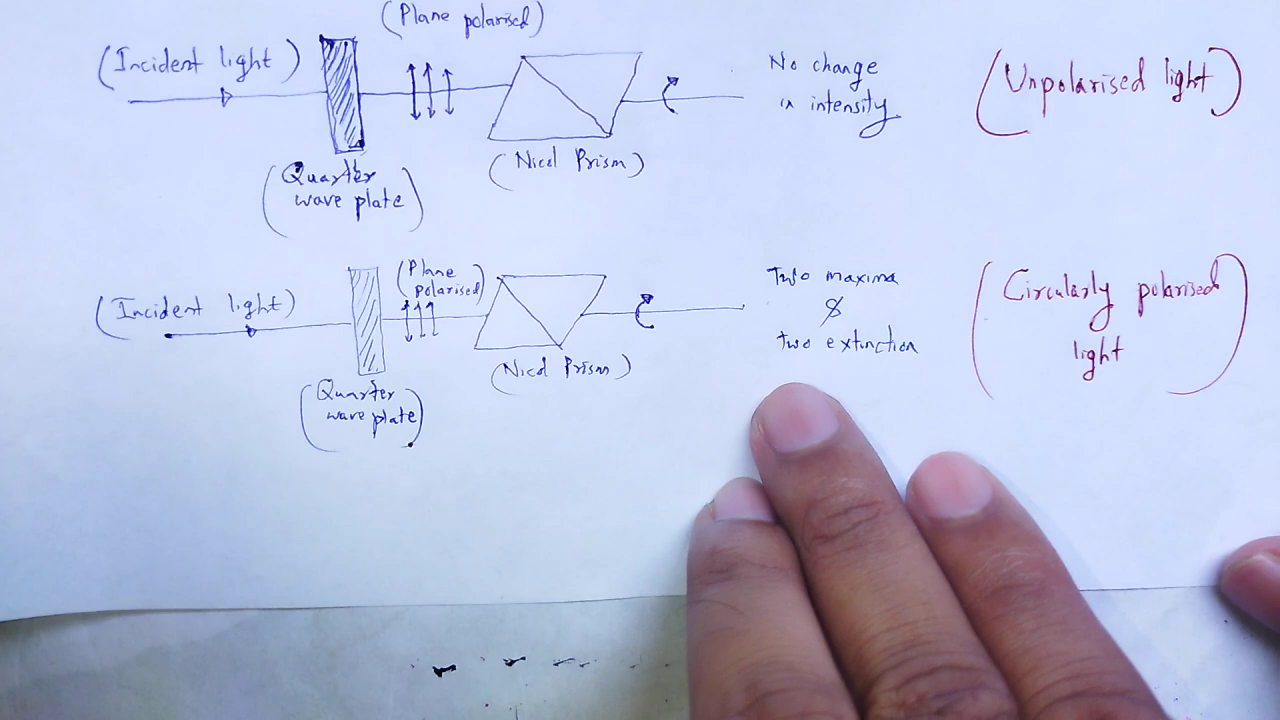 (Plane polarised)
(Incident light)
No change
in intensity
(Unpolarised light)
(Nicol Prism)
(Quarter
wave plate)
(Plane
polarised)
(Incident light)
Two maxima
&
two extinction
(Circularly polarised
light)
(Nicol Prism)
(Quarter
wave plate)